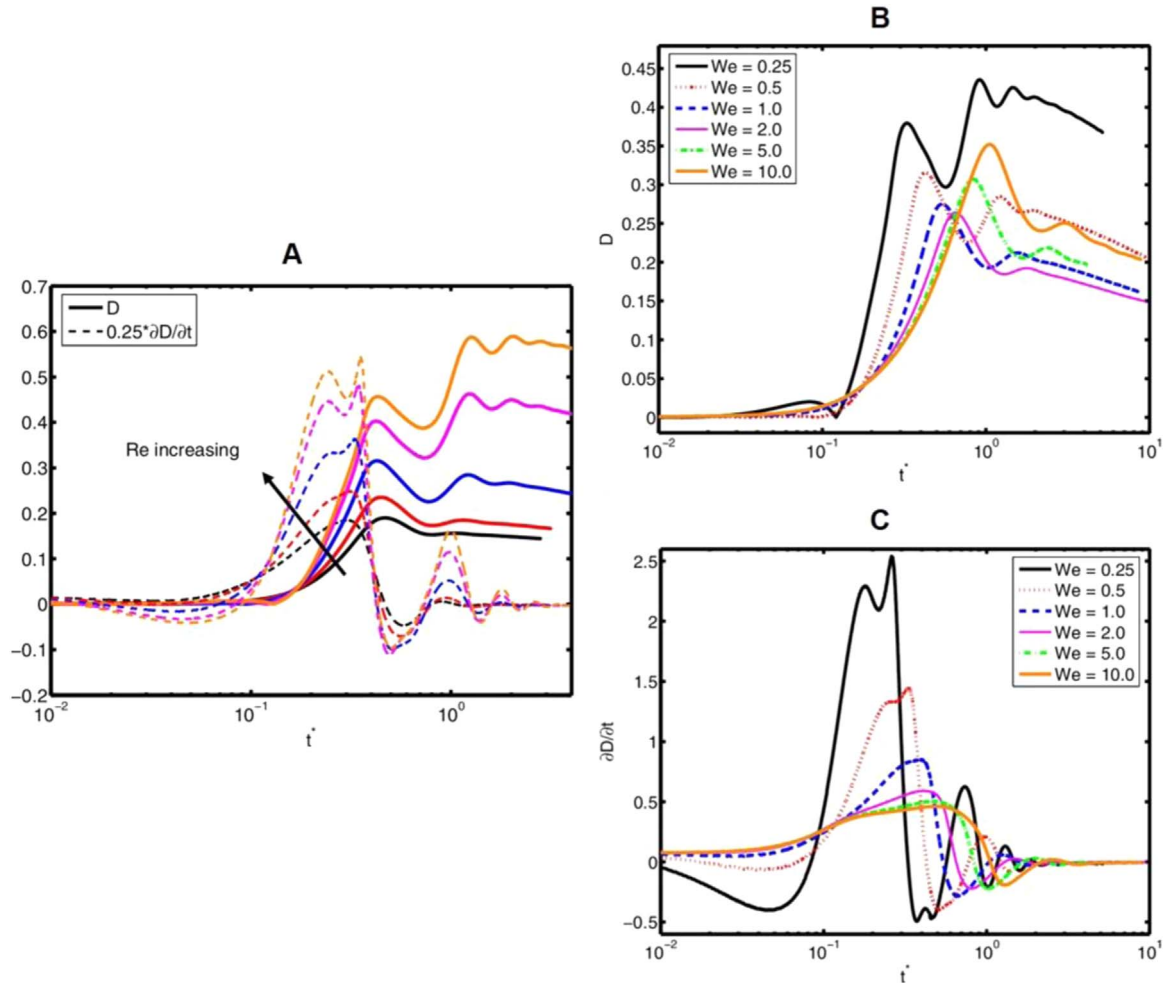 A
0.7
0.6
0.5
0.4
0.3
0.2
0.1
0
−0.1
−0.2
D
0.25*∂D/∂t
Re increasing
10⁻²
10⁻¹
10⁰
t*
B
0.45
0.4
0.35
0.3
0.25
0.2
0.15
0.1
0.05
0
D
We = 0.25
We = 0.5
We = 1.0
We = 2.0
We = 5.0
We = 10.0
10⁻²
10⁻¹
10⁰
10¹
t*
C
2.5
2
1.5
1
0.5
0
−0.5
∂D/∂t
We = 0.25
We = 0.5
We = 1.0
We = 2.0
We = 5.0
We = 10.0
10⁻²
10⁻¹
10⁰
10¹
t*